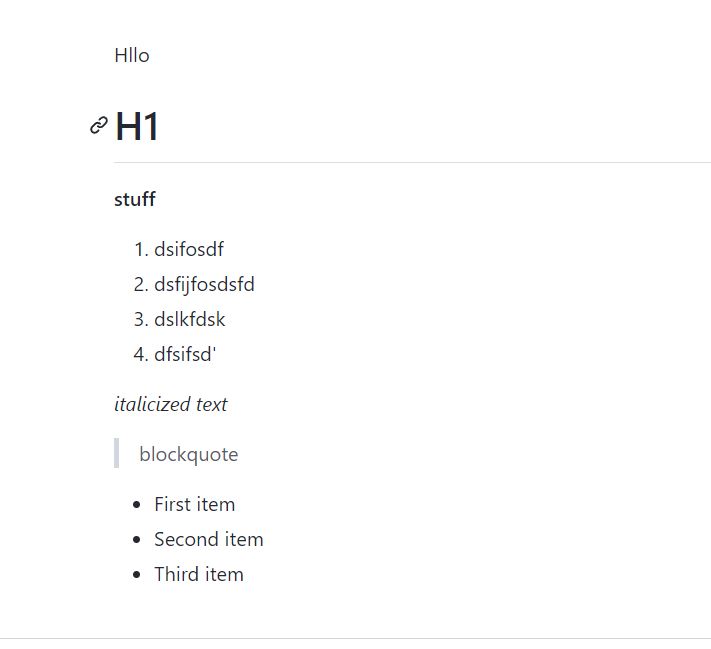 Hllo
H1
stuff
1. dsifosdf
2. dsfijfosdsfd
3. dslkfdsk
4. dfsifsd'
italicized text
blockquote
• First item
• Second item
• Third item